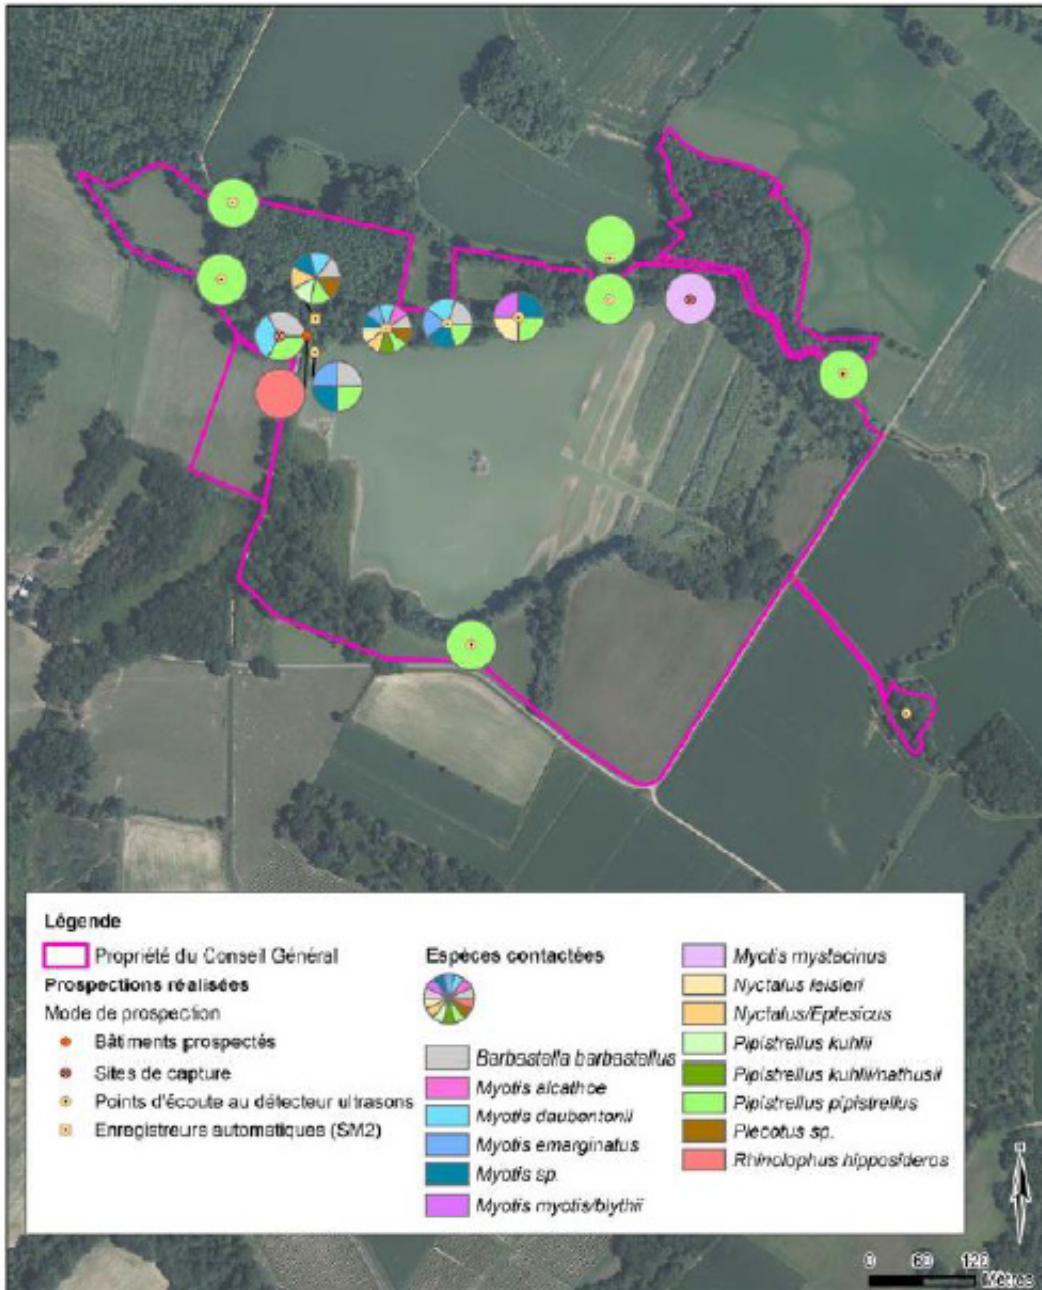 Légende
Propriété du Conseil Général
Prospections réalisées
Mode de prospection
Bâtiments prospectés
Sites de capture
Points d'écoute au détecteur ultrasons
Enregistreurs automatiques (SM2)
Espèces contactées
Barbastella barbastellus
Myotis alcathoe
Myotis daubentonii
Myotis emarginatus
Myotis sp.
Myotis myotis/blythii
Myotis mystacinus
Nyctalus leisleri
Nyctalus/Eptesicus
Pipistrellus kuhlii
Pipistrellus kuhlii/nathusii
Pipistrellus pipistrellus
Plecotus sp.
Rhinolophus hipposideros
0 60 120
Mètres